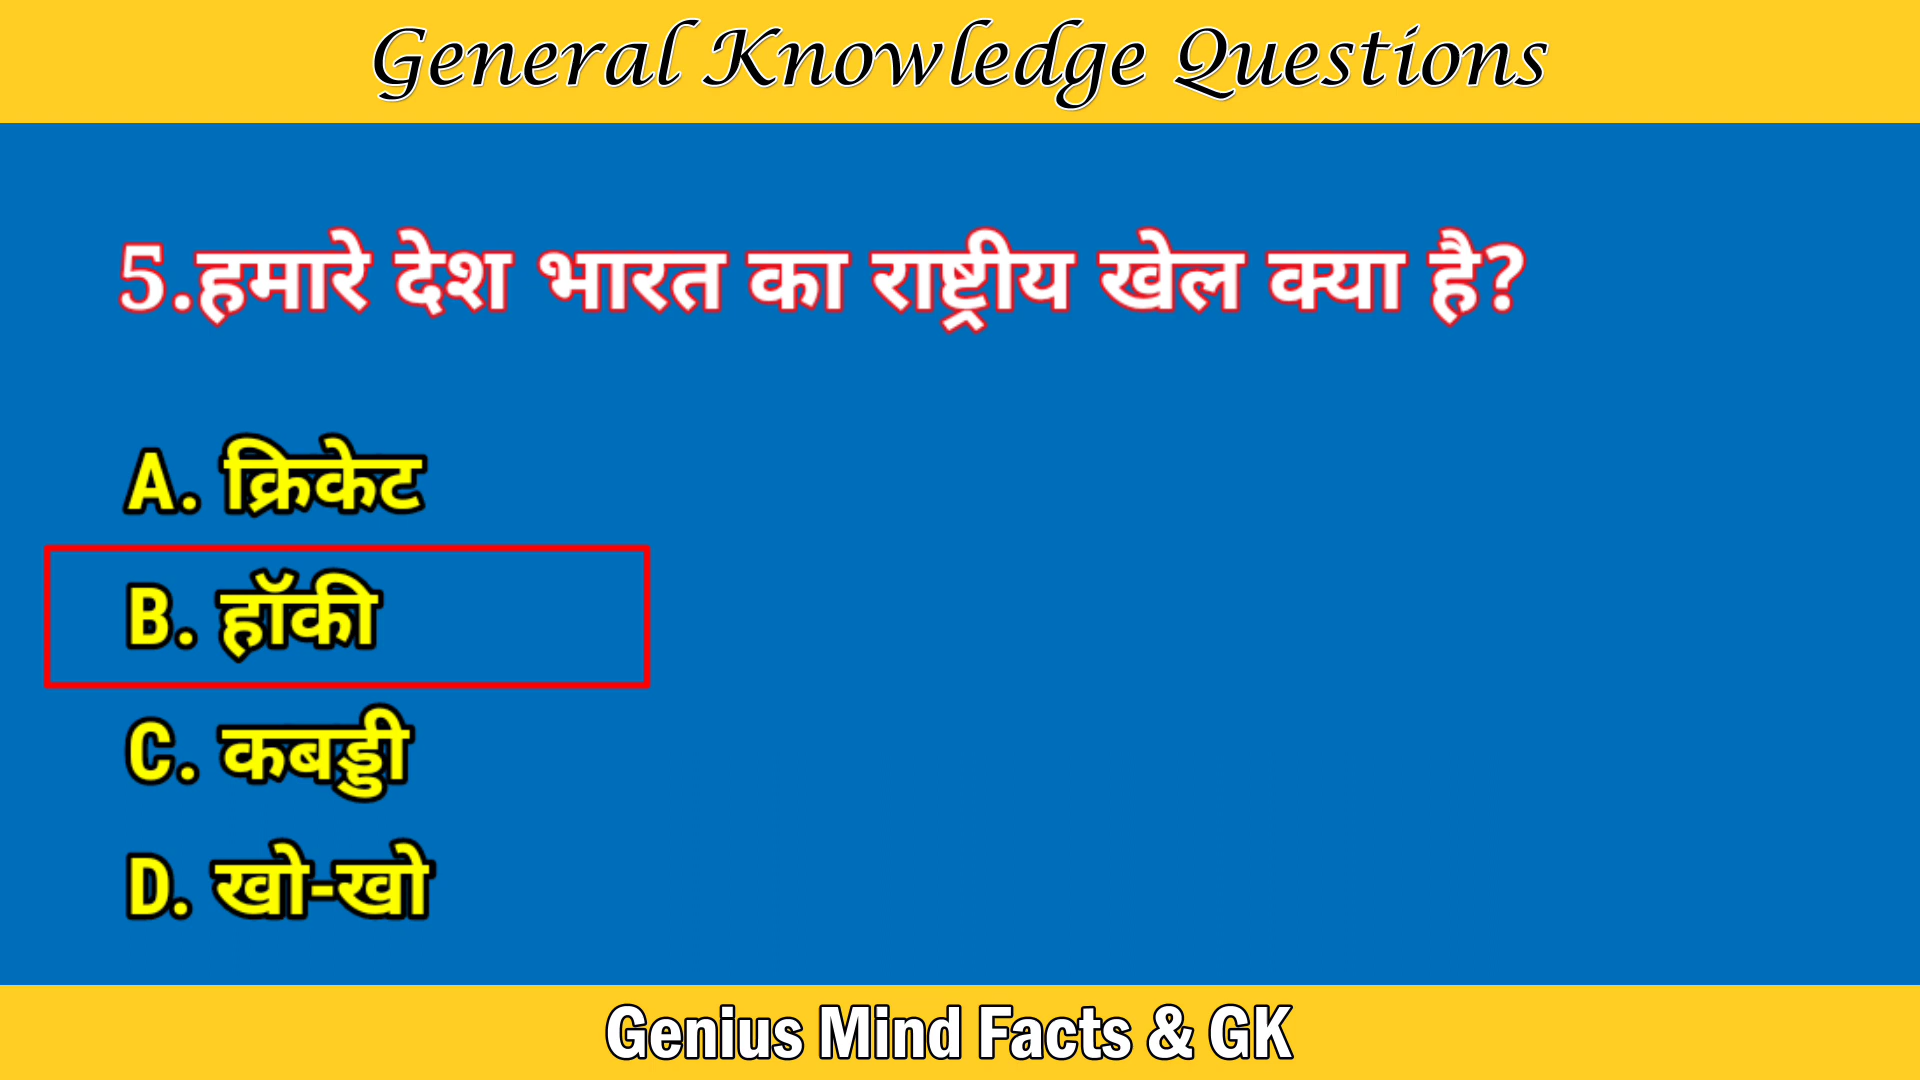 General Knowledge Questions
5.हमारे देश भारत का राष्ट्रीय खेल क्या है?
A. क्रिकेट
B. हॉकी
C. कबड्डी
D. खो-खो
Genius Mind Facts & GK